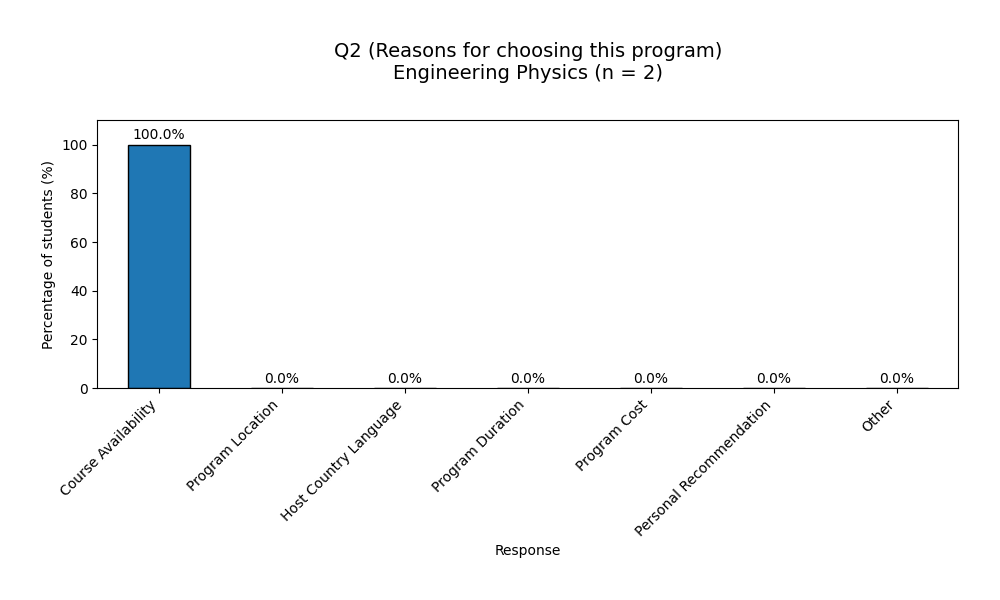 Q2 (Reasons for choosing this program)
Engineering Physics (n = 2)
Percentage of students (%)
100
80
60
40
20
0
100.0%
0.0%
0.0%
0.0%
0.0%
0.0%
0.0%
Course Availability
Program Location
Host Country Language
Program Duration
Program Cost
Personal Recommendation
Other
Response